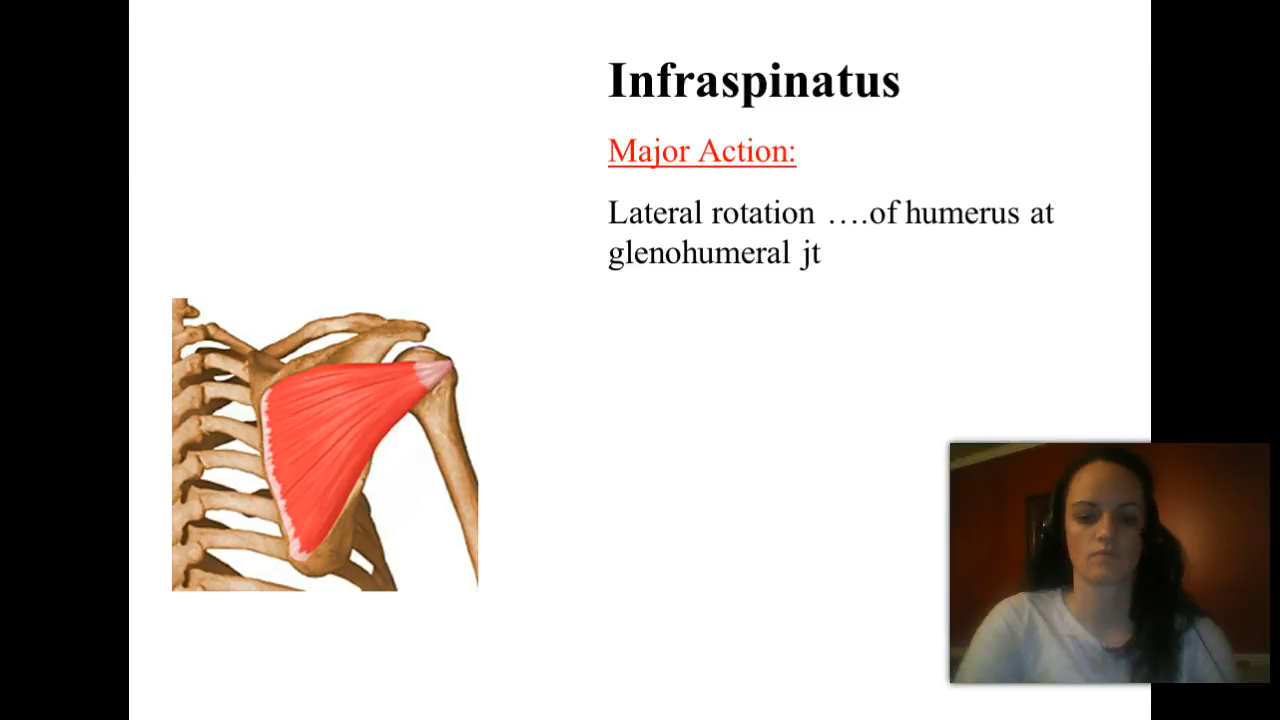 Infraspinatus
Major Action:
Lateral rotation ….of humerus at
glenohumeral jt